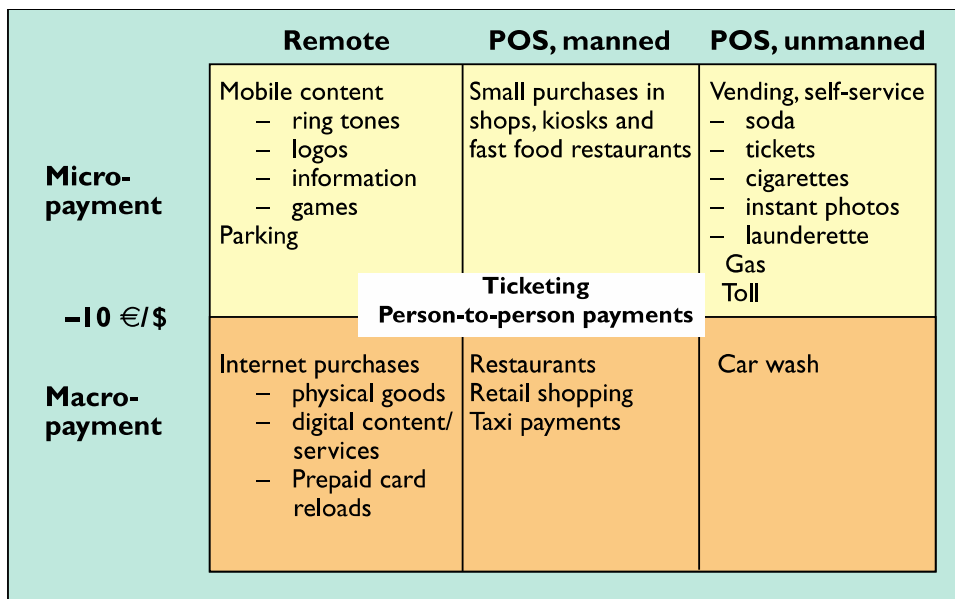 Remote
POS, manned
POS, unmanned
Micro-
payment
Mobile content
– ring tones
– logos
– information
– games
Parking
Small purchases in
shops, kiosks and
fast food restaurants
Vending, self-service
– soda
– tickets
– cigarettes
– instant photos
– launderette
Gas
Toll
Ticketing
Person-to-person payments
–10 €/$
Macro-
payment
Internet purchases
– physical goods
– digital content/
services
– Prepaid card
reloads
Restaurants
Retail shopping
Taxi payments
Car wash